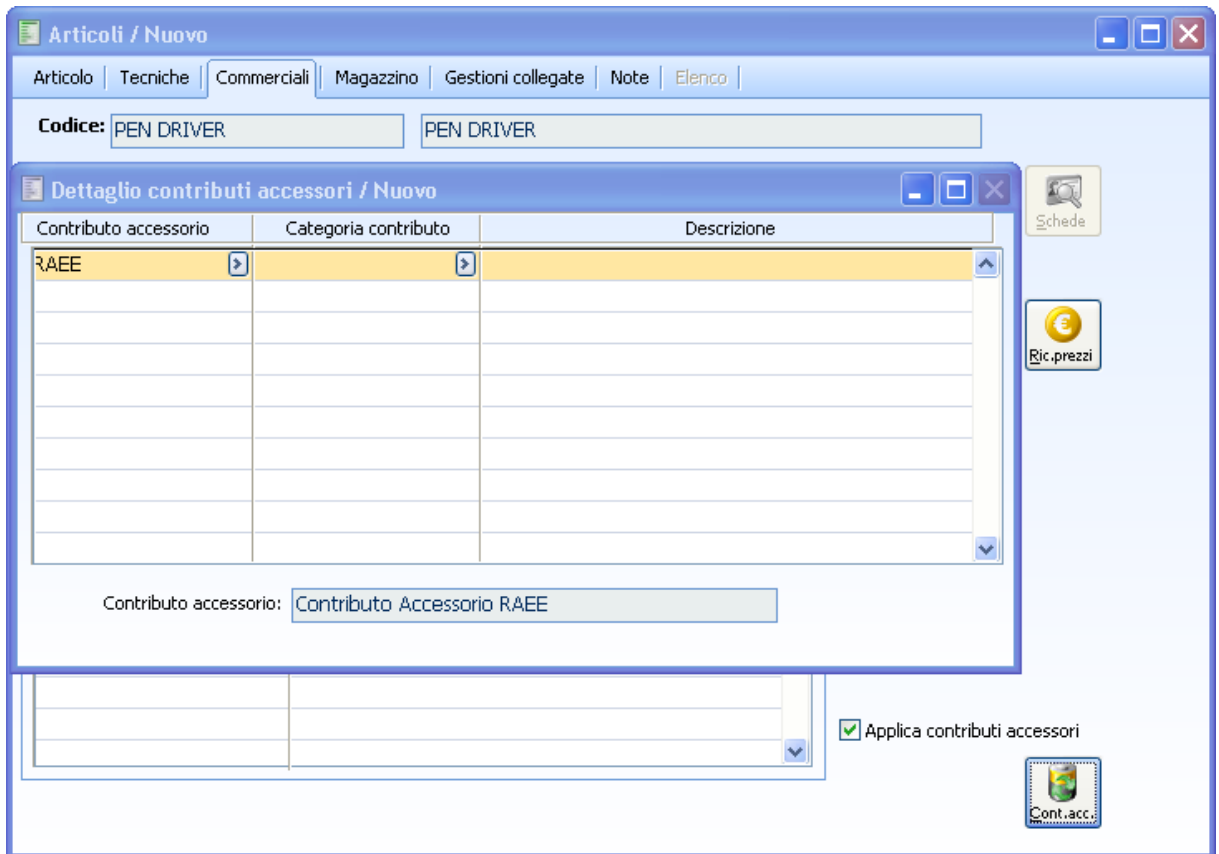 Articoli / Nuovo
Articolo Tecniche Commerciali Magazzino Gestioni collegate Note Elenco
Codice: PEN DRIVER PEN DRIVER
Dettaglio contributi accessori / Nuovo
Schede
Contributo accessorio Categoria contributo Descrizione
RAEE
Ric.prezzi
Contributo accessorio: Contributo Accessorio RAEE
Applica contributi accessori
Cont.acc.